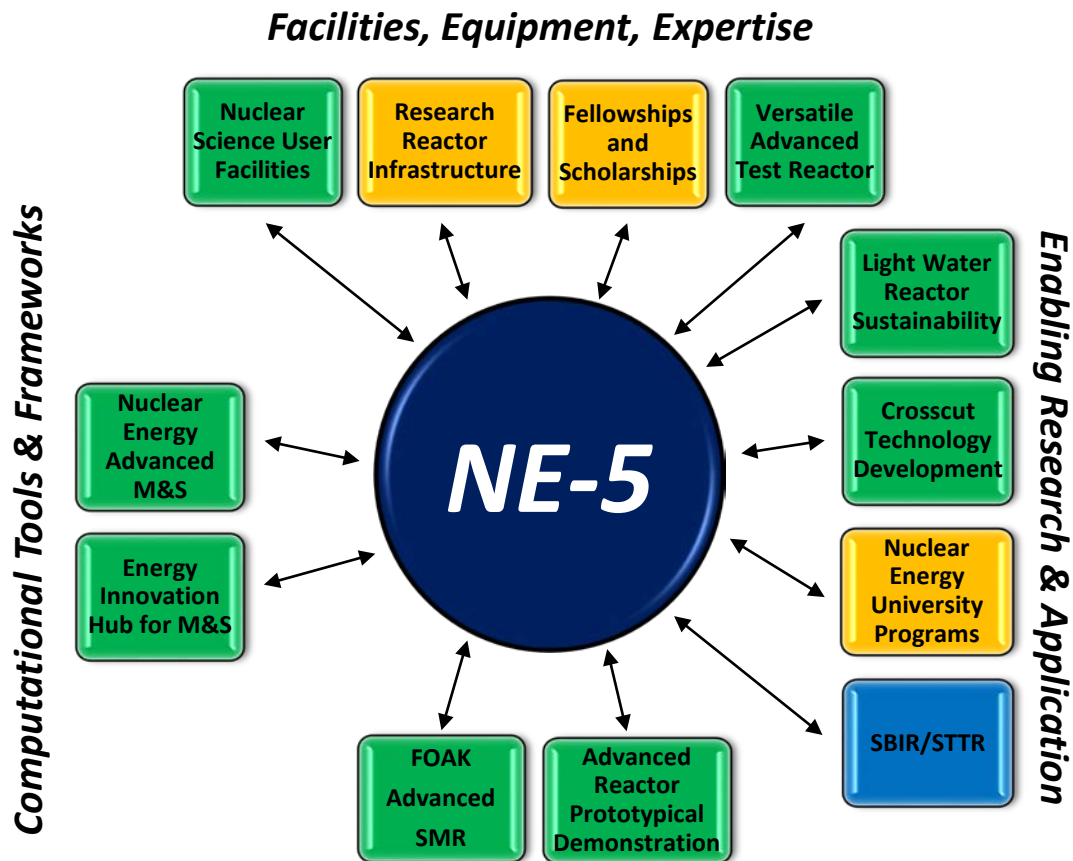 Facilities, Equipment, Expertise
Nuclear
Science User
Facilities
Research
Reactor
Infrastructure
Fellowships
and
Scholarships
Versatile
Advanced
Test Reactor
Computational Tools & Frameworks
Nuclear
Energy
Advanced
M&S
Energy
Innovation
Hub for M&S
NE-5
Light Water
Reactor
Sustainability
Crosscut
Technology
Development
Nuclear
Energy
University
Programs
SBIR/STTR
Enabling Research & Application
FOAK
Advanced
SMR
Advanced
Reactor
Prototypical
Demonstration